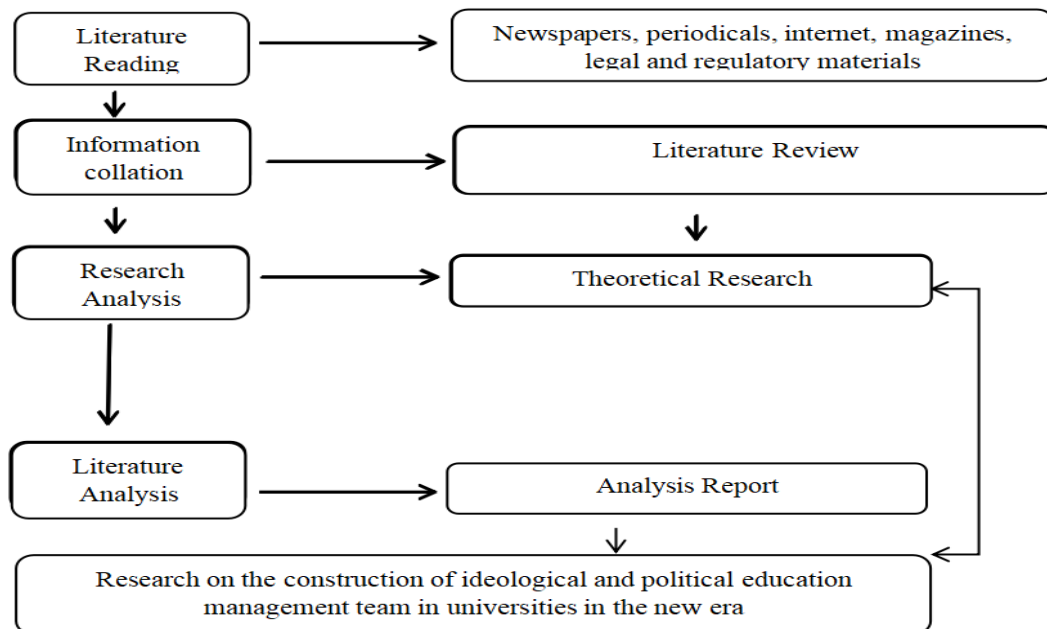 Literature
Reading
Newspapers, periodicals, internet, magazines,
legal and regulatory materials
Information
collation
Literature Review
Research
Analysis
Theoretical Research
Literature
Analysis
Analysis Report
Research on the construction of ideological and political education
management team in universities in the new era